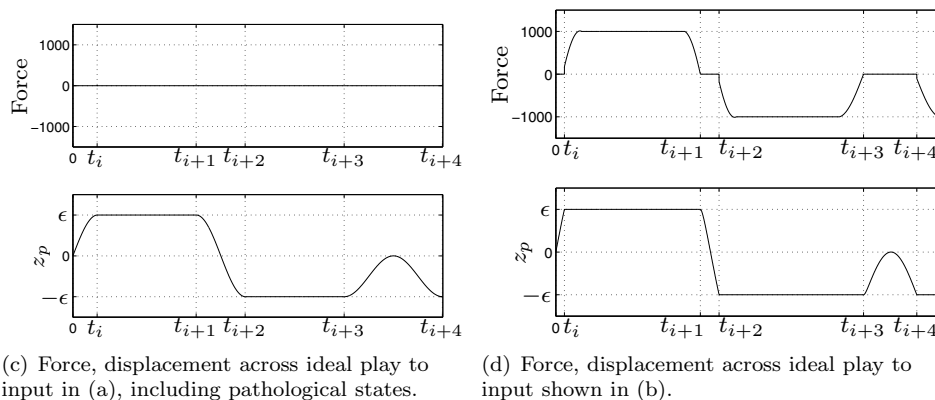 1000
0
−1000
Force
0 t_i t_{i+1} t_{i+2} t_{i+3} t_{i+4}
ϵ
0
−ϵ
z_p
0 t_i t_{i+1} t_{i+2} t_{i+3} t_{i+4}
(c) Force, displacement across ideal play to
input in (a), including pathological states.
1000
0
−1000
Force
0 t_i t_{i+1} t_{i+2} t_{i+3} t_{i+4}
ϵ
0
−ϵ
z_p
0 t_i t_{i+1} t_{i+2} t_{i+3} t_{i+4}
(d) Force, displacement across ideal play to
input shown in (b).